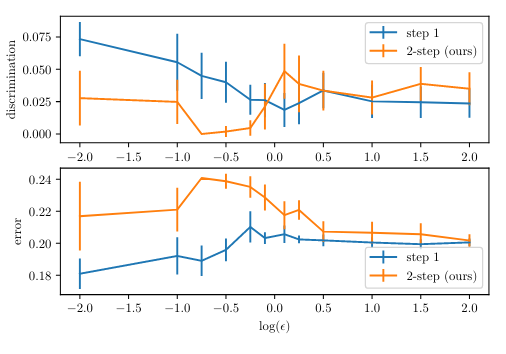 0.075
0.050
0.025
0.000
discrimination
step 1
2-step (ours)
−2.0 −1.5 −1.0 −0.5 0.0 0.5 1.0 1.5 2.0
0.24
0.22
0.20
0.18
error
step 1
2-step (ours)
−2.0 −1.5 −1.0 −0.5 0.0 0.5 1.0 1.5 2.0
log(ϵ)